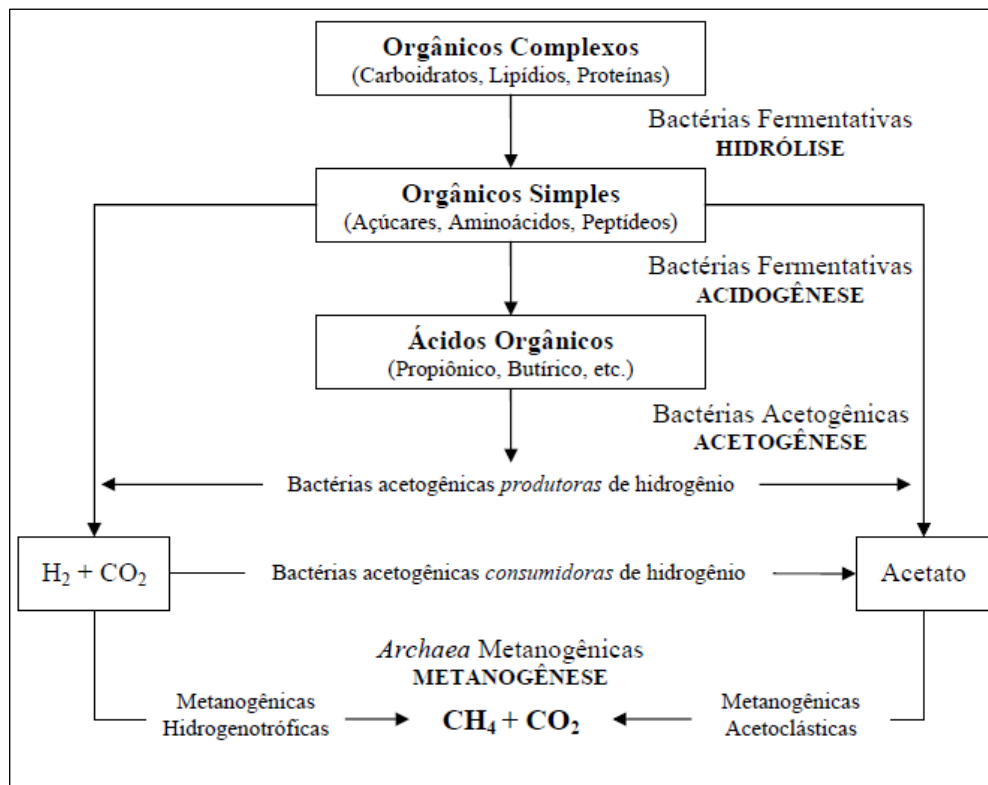 Orgânicos Complexos
(Carboidratos, Lipídios, Proteínas)
Bactérias Fermentativas
HIDRÓLISE
Orgânicos Simples
(Açúcares, Aminoácidos, Peptídeos)
Bactérias Fermentativas
ACIDOGÊNESE
Ácidos Orgânicos
(Propiônico, Butírico, etc.)
Bactérias Acetogênicas
ACETOGÊNESE
Bactérias acetogênicas produtoras de hidrogênio
H₂ + CO₂
Bactérias acetogênicas consumidoras de hidrogênio
Acetato
Archaea Metanogênicas
METANOGÊNESE
Metanogênicas
Hidrogenotróficas
CH₄ + CO₂
Metanogênicas
Acetoclásticas